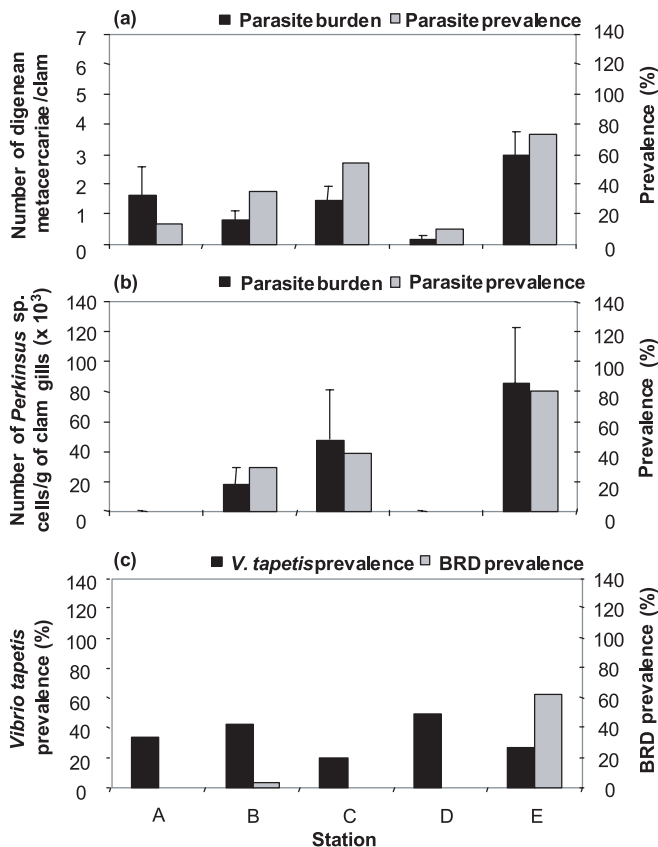 (a)
Parasite burden Parasite prevalence
Number of digenean
metacercariae/clam
7
6
5
4
3
2
1
0
140
120
100
80
60
40
20
0
Prevalence (%)
(b)
Parasite burden Parasite prevalence
Number of Perkinsus sp.
cells/g of clam gills (x 10³)
140
120
100
80
60
40
20
0
140
120
100
80
60
40
20
0
Prevalence (%)
(c)
V. tapetis prevalence BRD prevalence
Vibrio tapetis
prevalence (%)
140
120
100
80
60
40
20
0
140
120
100
80
60
40
20
0
BRD prevalence (%)
A B C D E
Station